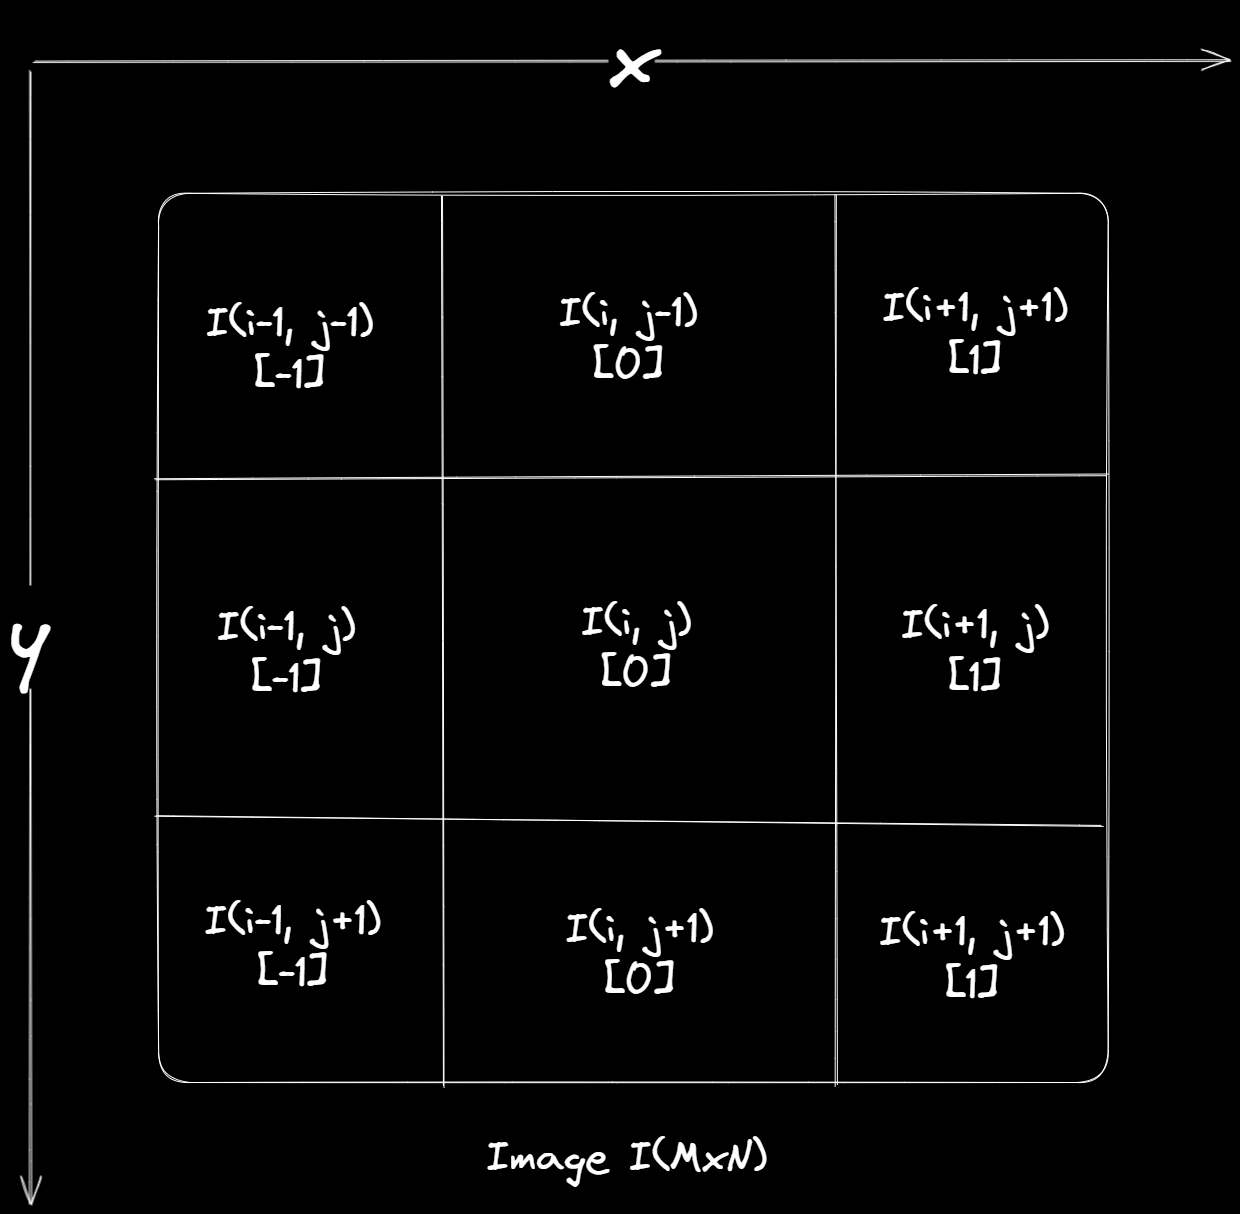 x
I(i-1, j-1)
[-1]
I(i, j-1)
[0]
I(i+1, j+1)
[1]
y
I(i-1, j)
[-1]
I(i, j)
[0]
I(i+1, j)
[1]
I(i-1, j+1)
[-1]
I(i, j+1)
[0]
I(i+1, j+1)
[1]
Image I(MxN)